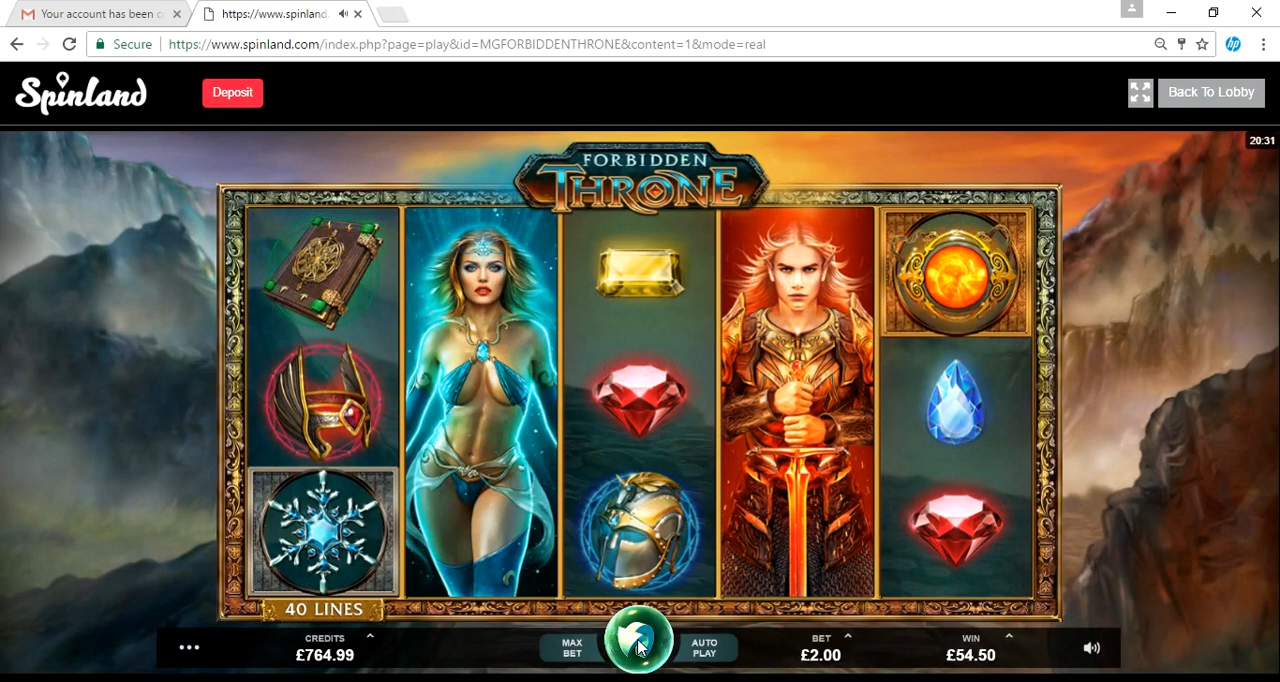 Your account has been c
https://www.spinland.
Secure
https://www.spinland.com/index.php?page=play&id=MGFORBIDDENTHRONE&content=1&mode=real
hp
Spinland
Deposit
Back To Lobby
20:31
FORBIDDEN
THRONE
40 LINES
CREDITS
£764.99
MAX
BET
AUTO
PLAY
BET
£2.00
WIN
£54.50